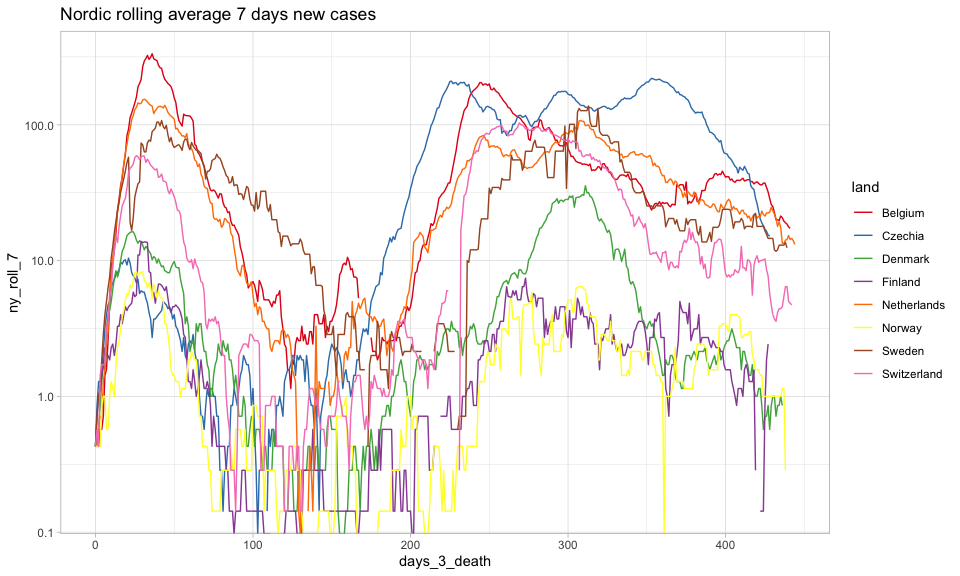 Nordic rolling average 7 days new cases
ny_roll_7
100.0
10.0
1.0
0.1
0
100
200
300
400
days_3_death
land
Belgium
Czechia
Denmark
Finland
Netherlands
Norway
Sweden
Switzerland